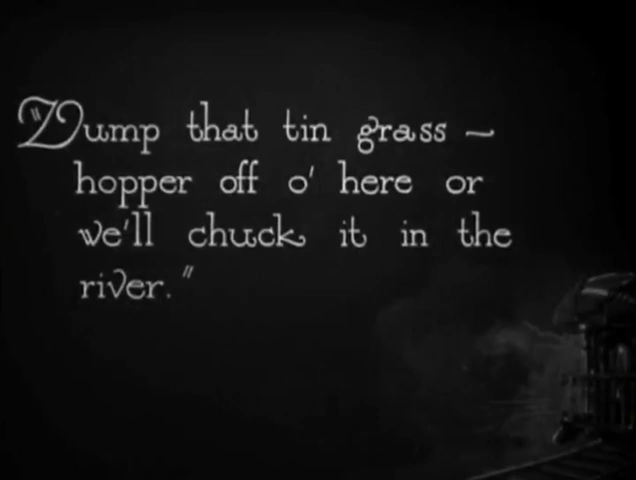 "Dump that tin grass —
hopper off o' here or
we'll chuck it in the
river."